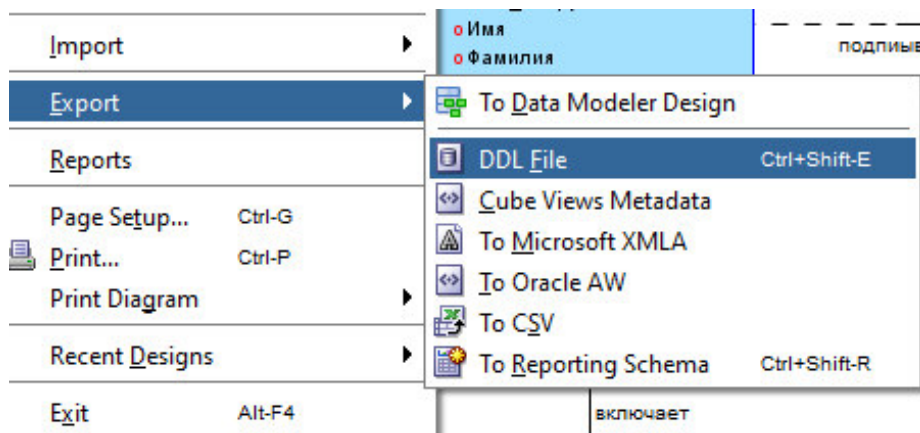 Import
о Имя
о Фамилия
подпиыв
Export
To Data Modeler Design
Reports
DDL File Ctrl+Shift-E
Cube Views Metadata
Page Setup... Ctrl-G
To Microsoft XMLA
Print... Ctrl-P
To Oracle AW
Print Diagram
To CSV
Recent Designs
To Reporting Schema Ctrl+Shift-R
Exit Alt-F4
включает